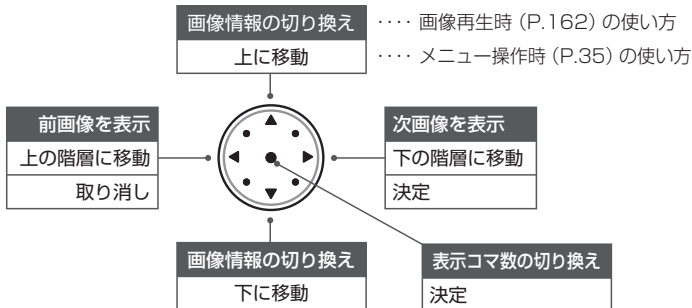 画像情報の切り換え ････ 画像再生時（P.162）の使い方
上に移動 ････ メニュー操作時（P.35）の使い方
前画像を表示
上の階層に移動
取り消し
次画像を表示
下の階層に移動
決定
画像情報の切り換え
下に移動
表示コマ数の切り換え
決定